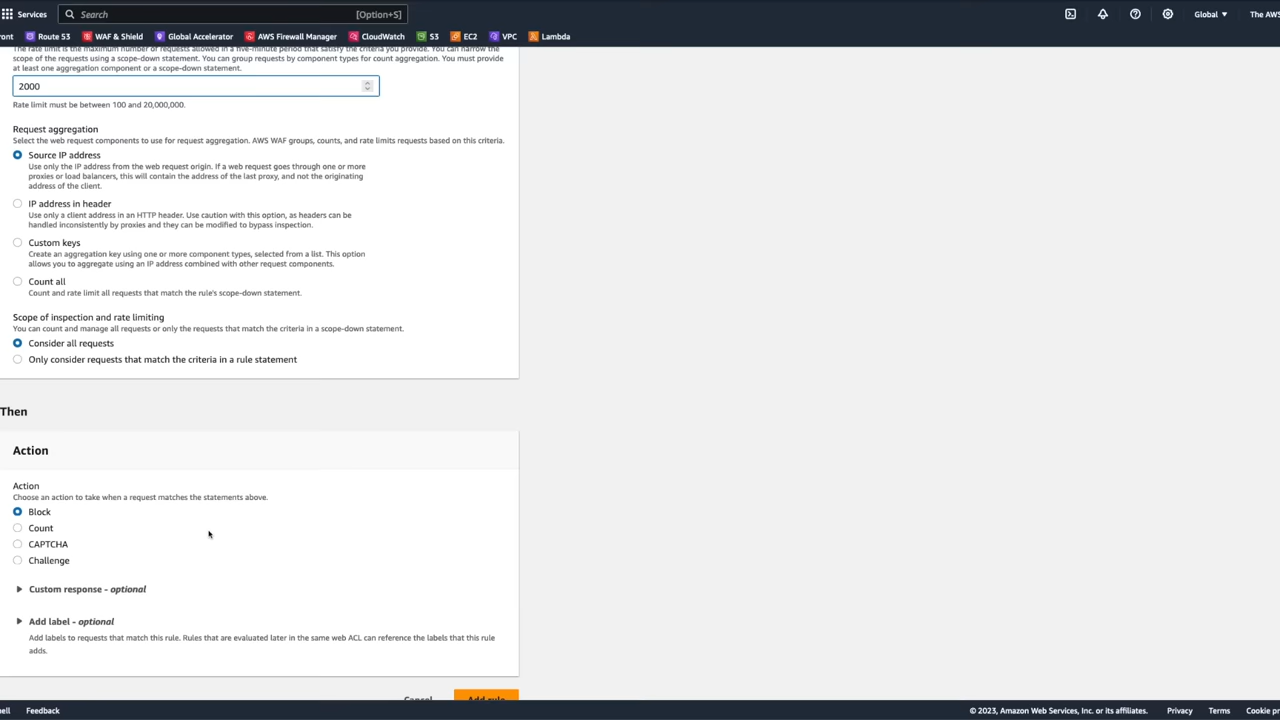 Services
Search
[Option+S]
Global
The AWS
ront
Route 53
WAF & Shield
Global Accelerator
AWS Firewall Manager
CloudWatch
S3
EC2
VPC
Lambda
The rate limit is the maximum number of requests allowed in a five-minute period that satisfy the criteria you provide. You can narrow the
scope of the requests using a scope-down statement. You can group requests by component types for count aggregation. You must provide
at least one aggregation component or a scope-down statement.
2000
Rate limit must be between 100 and 20,000,000.
Request aggregation
Select the web request components to use for request aggregation. AWS WAF groups, counts, and rate limits requests based on this criteria.
Source IP address
Use only the IP address from the web request origin. If a web request goes through one or more
proxies or load balancers, this will contain the address of the last proxy, and not the originating
address of the client.
IP address in header
Use only a client address in an HTTP header. Use caution with this option, as headers can be
handled inconsistently by proxies and they can be modified to bypass inspection.
Custom keys
Create an aggregation key using one or more component types, selected from a list. This option
allows you to aggregate using an IP address combined with other request components.
Count all
Count and rate limit all requests that match the rule's scope-down statement.
Scope of inspection and rate limiting
You can count and manage all requests or only the requests that match the criteria in a scope-down statement.
Consider all requests
Only consider requests that match the criteria in a rule statement
Then
Action
Action
Choose an action to take when a request matches the statements above.
Block
Count
CAPTCHA
Challenge
Custom response - optional
Add label - optional
Add labels to requests that match this rule. Rules that are evaluated later in the same web ACL can reference the labels that this rule
adds.
Cancel
Add rule
ell
Feedback
© 2023, Amazon Web Services, Inc. or its affiliates.
Privacy
Terms
Cookie pr